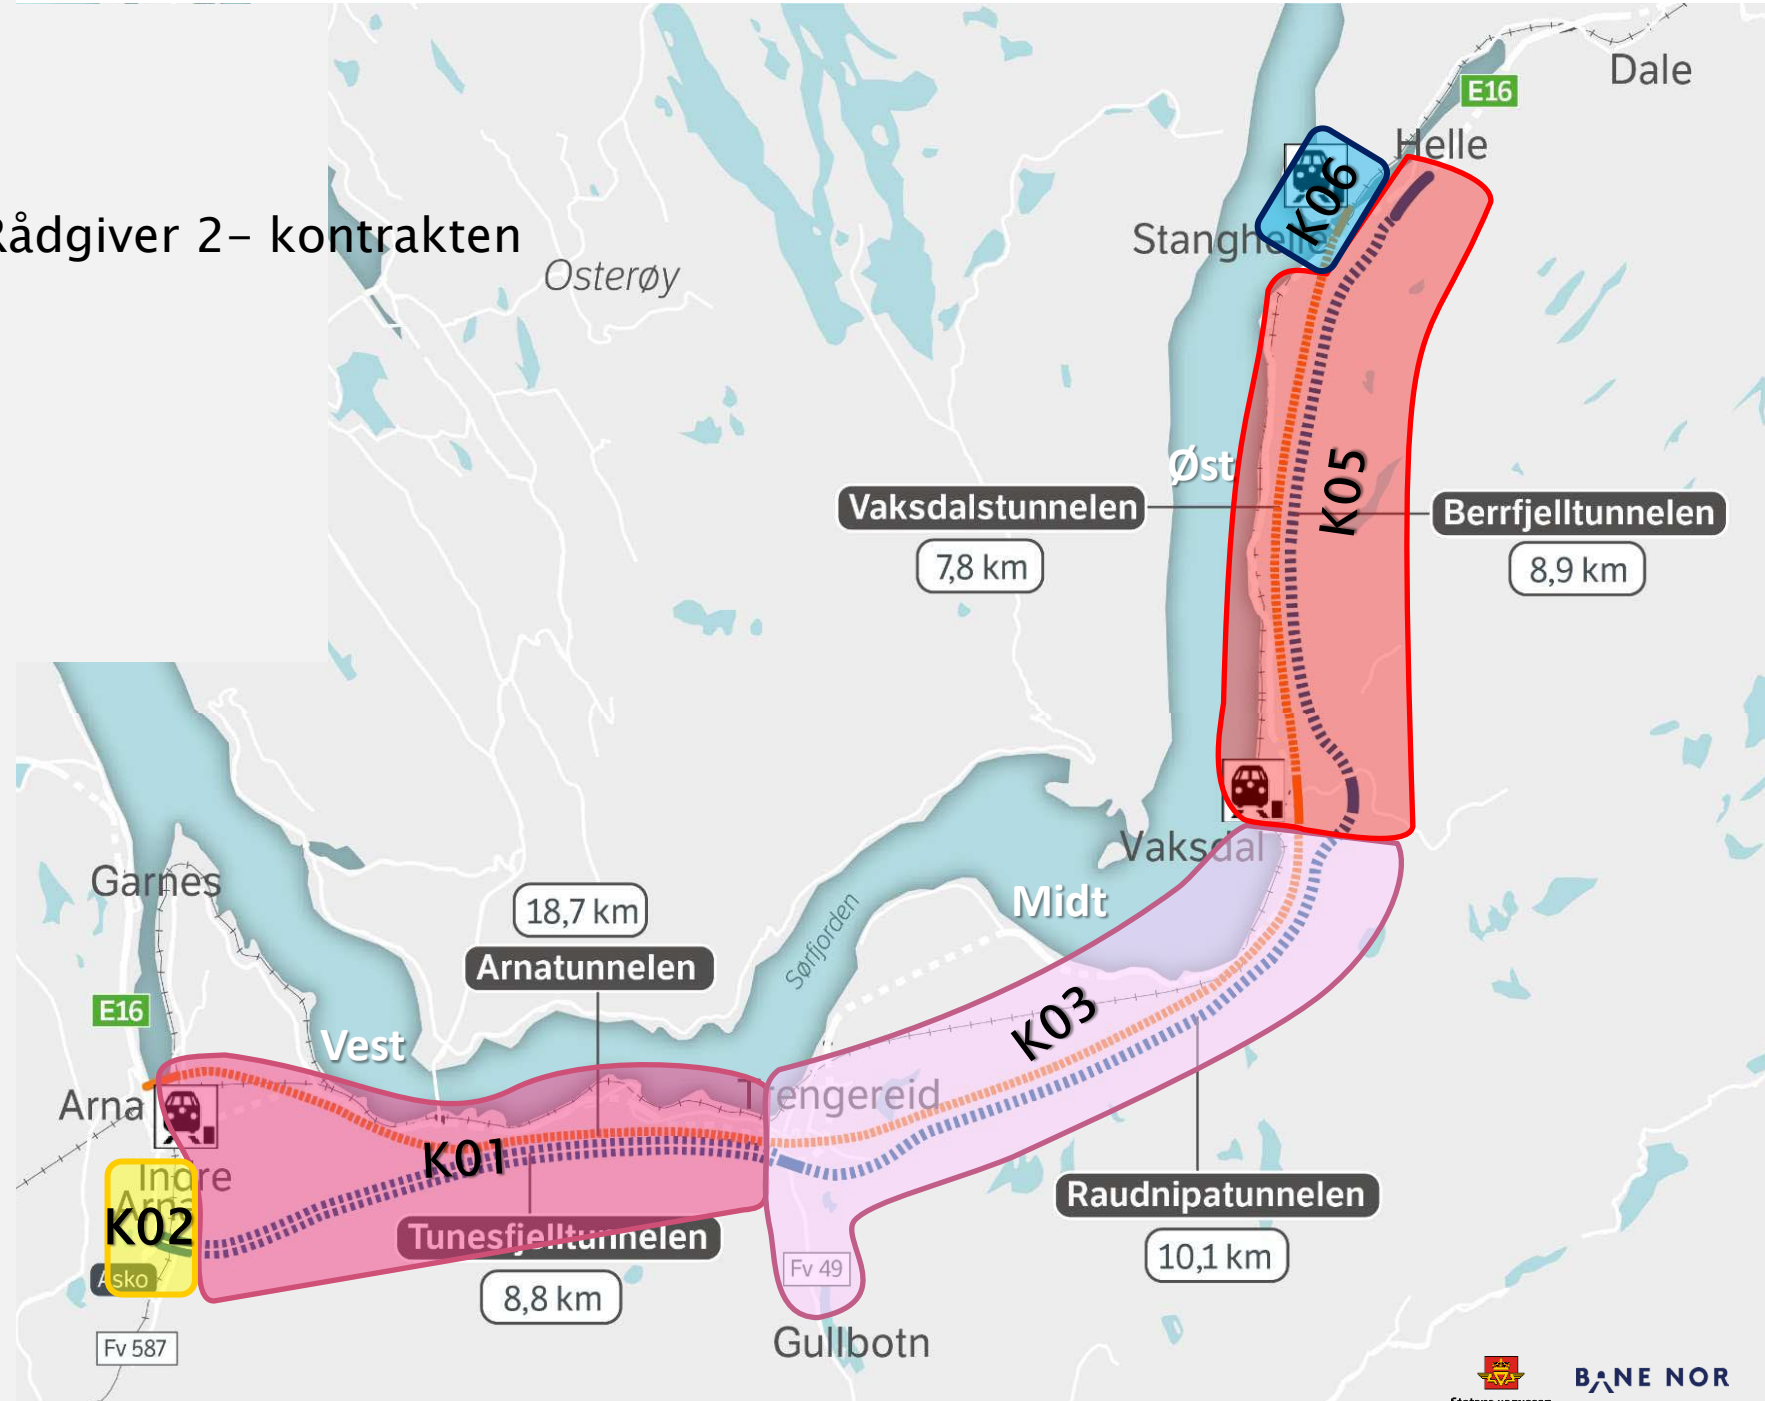 Dale
E16
Helle
K06
Rådgiver 2- kontrakten
Stanghelle
Osterøy
Øst
K05
Vaksdalstunnelen
7,8 km
Berrfjelltunnelen
8,9 km
Vaksdal
Garnes
18,7 km
Midt
Arnatunnelen
Sørfjorden
E16
K03
Vest
Arna
Trengereid
K01
Indre
Arna
K02
Raudnipatunnelen
Tunesfjelltunnelen
10,1 km
Asko
Fv 49
8,8 km
Fv 587
Gullbotn
BANE NOR